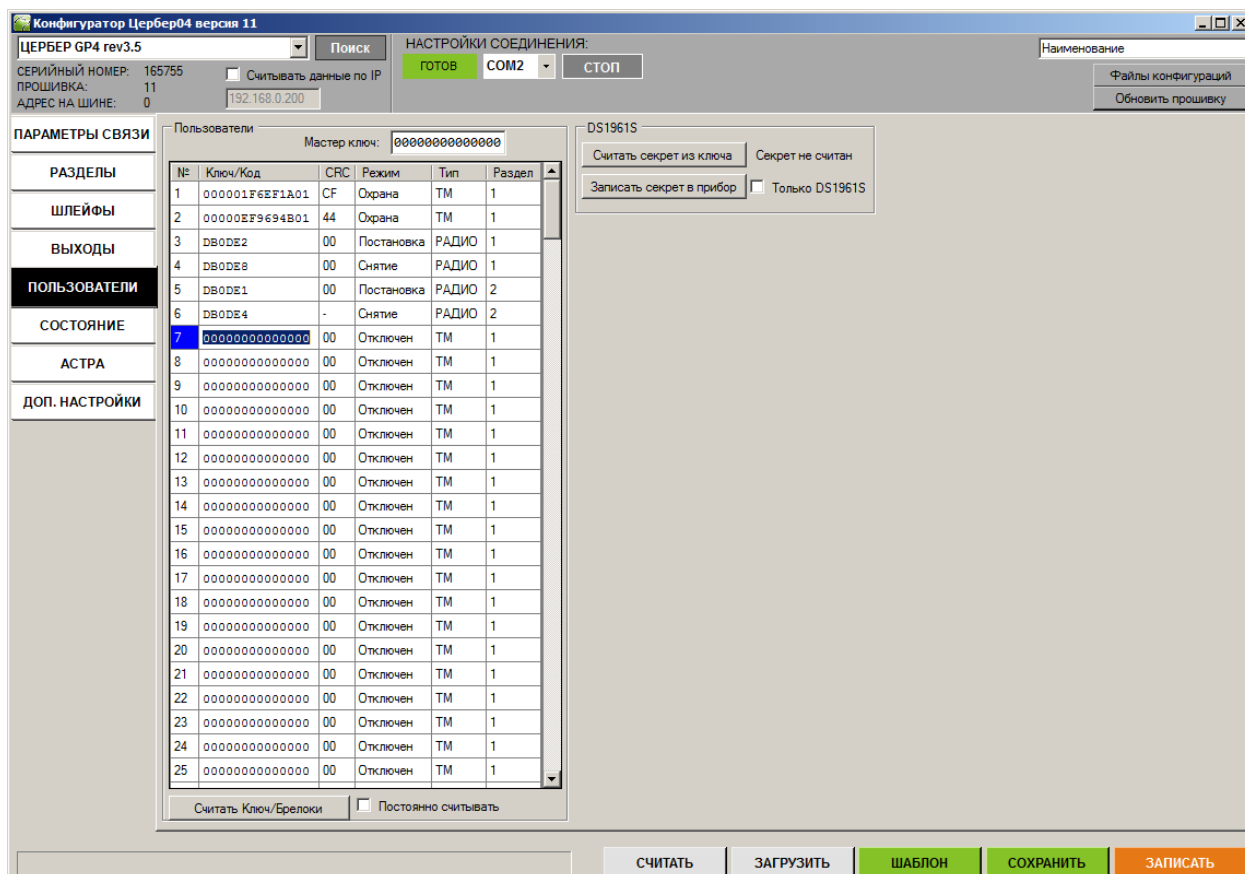 Конфигуратор Цербер04 версия 11
ЦЕРБЕР GP4 rev3.5
Поиск
СЕРИЙНЫЙ НОМЕР: 165755
ПРОШИВКА: 11
АДРЕС НА ШИНЕ: 0
Считывать данные по IP
192.168.0.200
НАСТРОЙКИ СОЕДИНЕНИЯ:
ГОТОВ COM2 СТОП
Наименование
Файлы конфигураций
Обновить прошивку
ПАРАМЕТРЫ СВЯЗИ
РАЗДЕЛЫ
ШЛЕЙФЫ
ВЫХОДЫ
ПОЛЬЗОВАТЕЛИ
СОСТОЯНИЕ
АСТРА
ДОП. НАСТРОЙКИ
Пользователи
Мастер ключ: 00000000000000
№ Ключ/Код CRC Режим Тип Раздел
1 000001F6EF1A01 CF Охрана ТМ 1
2 00000EF9694B01 44 Охрана ТМ 1
3 DB0DE2 00 Постановка РАДИО 1
4 DB0DE8 00 Снятие РАДИО 1
5 DB0DE1 00 Постановка РАДИО 2
6 DB0DE4 - Снятие РАДИО 2
7 00000000000000 00 Отключен ТМ 1
8 00000000000000 00 Отключен ТМ 1
9 00000000000000 00 Отключен ТМ 1
10 00000000000000 00 Отключен ТМ 1
11 00000000000000 00 Отключен ТМ 1
12 00000000000000 00 Отключен ТМ 1
13 00000000000000 00 Отключен ТМ 1
14 00000000000000 00 Отключен ТМ 1
15 00000000000000 00 Отключен ТМ 1
16 00000000000000 00 Отключен ТМ 1
17 00000000000000 00 Отключен ТМ 1
18 00000000000000 00 Отключен ТМ 1
19 00000000000000 00 Отключен ТМ 1
20 00000000000000 00 Отключен ТМ 1
21 00000000000000 00 Отключен ТМ 1
22 00000000000000 00 Отключен ТМ 1
23 00000000000000 00 Отключен ТМ 1
24 00000000000000 00 Отключен ТМ 1
25 00000000000000 00 Отключен ТМ 1
Считать Ключ/Брелоки
Постоянно считывать
DS1961S
Считать секрет из ключа Секрет не считан
Записать секрет в прибор Только DS1961S
СЧИТАТЬ ЗАГРУЗИТЬ ШАБЛОН СОХРАНИТЬ ЗАПИСАТЬ